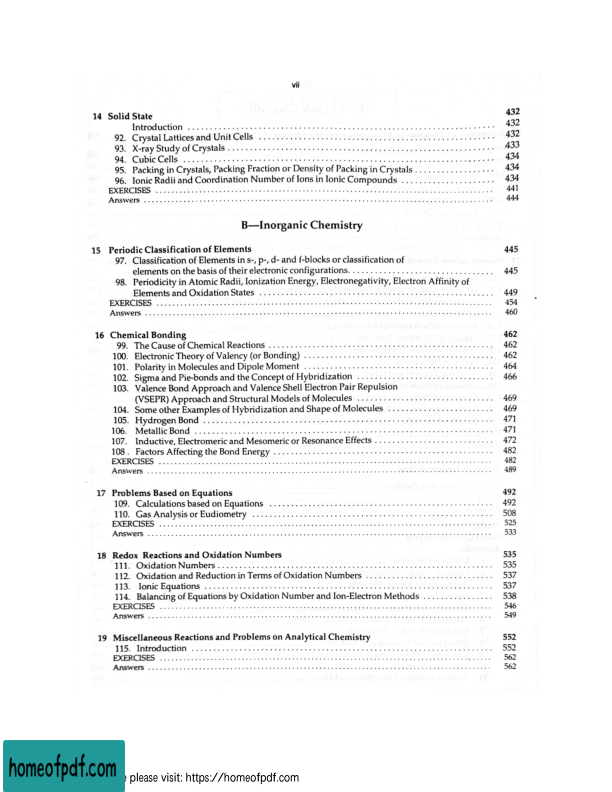 vii
14 Solid State 432
Introduction ................ 432
92. Crystal Lattices and Unit Cells ................ 432
93. X-ray Study of Crystals ................ 433
94. Cubic Cells ................ 434
95. Packing in Crystals, Packing Fraction or Density of Packing in Crystals ................ 434
96. Ionic Radii and Coordination Number of Ions in Ionic Compounds ................ 434
EXERCISES ................ 441
Answers ................ 444
B—Inorganic Chemistry
15 Periodic Classification of Elements 445
97. Classification of Elements in s-, p-, d- and f-blocks or classification of
elements on the basis of their electronic configurations. ................ 445
98. Periodicity in Atomic Radii, Ionization Energy, Electronegativity, Electron Affinity of
Elements and Oxidation States ................ 449
EXERCISES ................ 454
Answers ................ 460
16 Chemical Bonding 462
99. The Cause of Chemical Reactions ................ 462
100. Electronic Theory of Valency (or Bonding) ................ 462
101. Polarity in Molecules and Dipole Moment ................ 464
102. Sigma and Pie-bonds and the Concept of Hybridization ................ 466
103. Valence Bond Approach and Valence Shell Electron Pair Repulsion
(VSEPR) Approach and Structural Models of Molecules ................ 469
104. Some other Examples of Hybridization and Shape of Molecules ................ 469
105. Hydrogen Bond ................ 471
106. Metallic Bond ................ 471
107. Inductive, Electromeric and Mesomeric or Resonance Effects ................ 472
108 . Factors Affecting the Bond Energy ................ 482
EXERCISES ................ 482
Answers ................ 489
17 Problems Based on Equations 492
109. Calculations based on Equations ................ 492
110. Gas Analysis or Eudiometry ................ 508
EXERCISES ................ 525
Answers ................ 533
18 Redox Reactions and Oxidation Numbers 535
111. Oxidation Numbers ................ 535
112. Oxidation and Reduction in Terms of Oxidation Numbers ................ 537
113. Ionic Equations ................ 537
114. Balancing of Equations by Oxidation Number and Ion-Electron Methods ................ 538
EXERCISES ................ 546
Answers ................ 549
19 Miscellaneous Reactions and Problems on Analytical Chemistry 552
115. Introduction ................ 552
EXERCISES ................ 562
Answers ................ 562
homeofpdf.com
please visit: https://homeofpdf.com